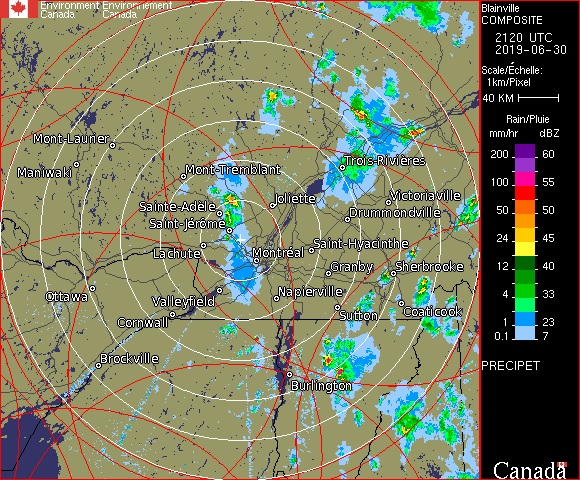 Environment Environnement
Canada Canada
Blainville
COMPOSITE
2120 UTC
2019-06-30
Scale/Échelle:
1km/Pixel
40 KM
Rain/Pluie
mm/hr dBZ
200 60
100 55
50 50
24 45
12 40
4 33
1 23
0.1 7
PRECIPET
Canada
Mont-Laurier
Maniwaki
Mont-Tremblant
Trois-Rivières
Sainte-Adèle
Joliette
Victoriaville
Drummondville
Saint-Jérôme
Lachute
Montréal
Saint-Hyacinthe
Granby
Sherbrooke
Ottawa
Valleyfield
Napierville
Cornwall
Sutton
Coaticook
Brockville
Burlington